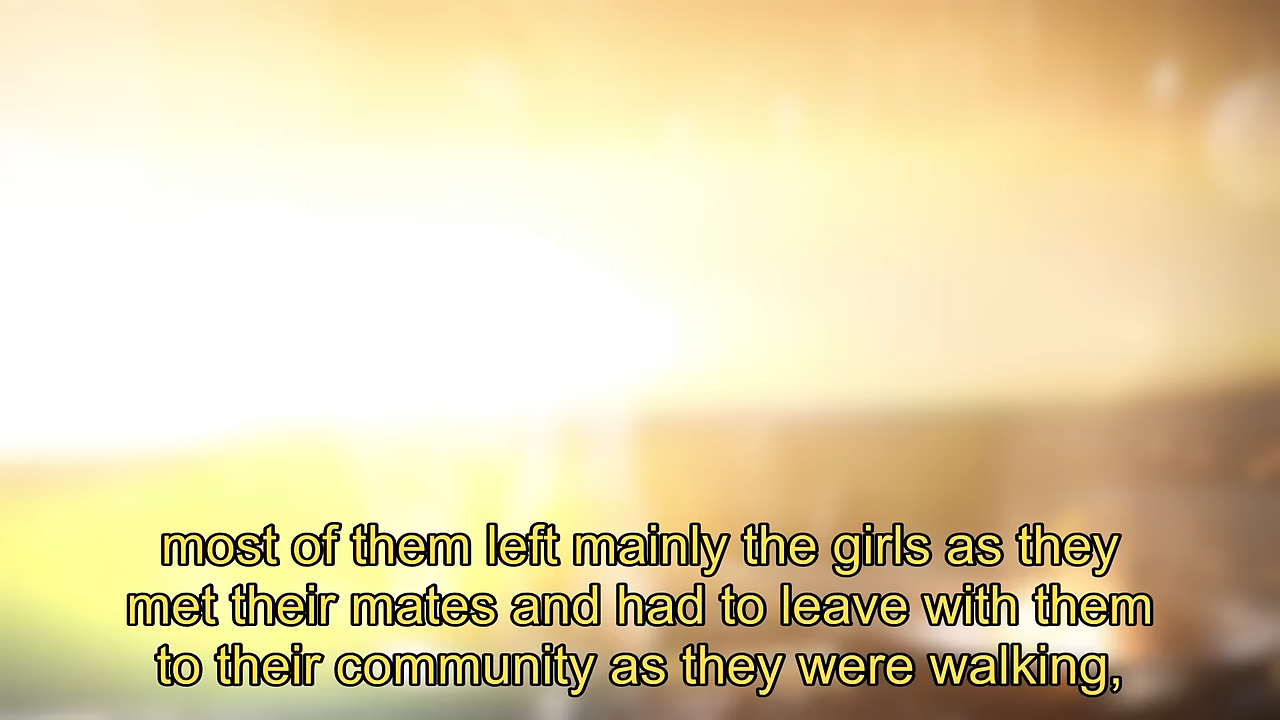 most of them left mainly the girls as they
met their mates and had to leave with them
to their community as they were walking,